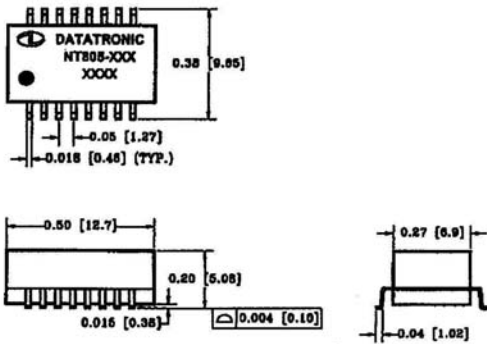 DATATRONIC
NT805-XXX
XXXX
0.38 [9.65]
0.05 [1.27]
0.018 [0.46] (TYP.)
0.50 [12.7]
0.27 [6.9]
0.20 [5.08]
0.015 [0.38]
0.004 [0.10]
0.04 [1.02]